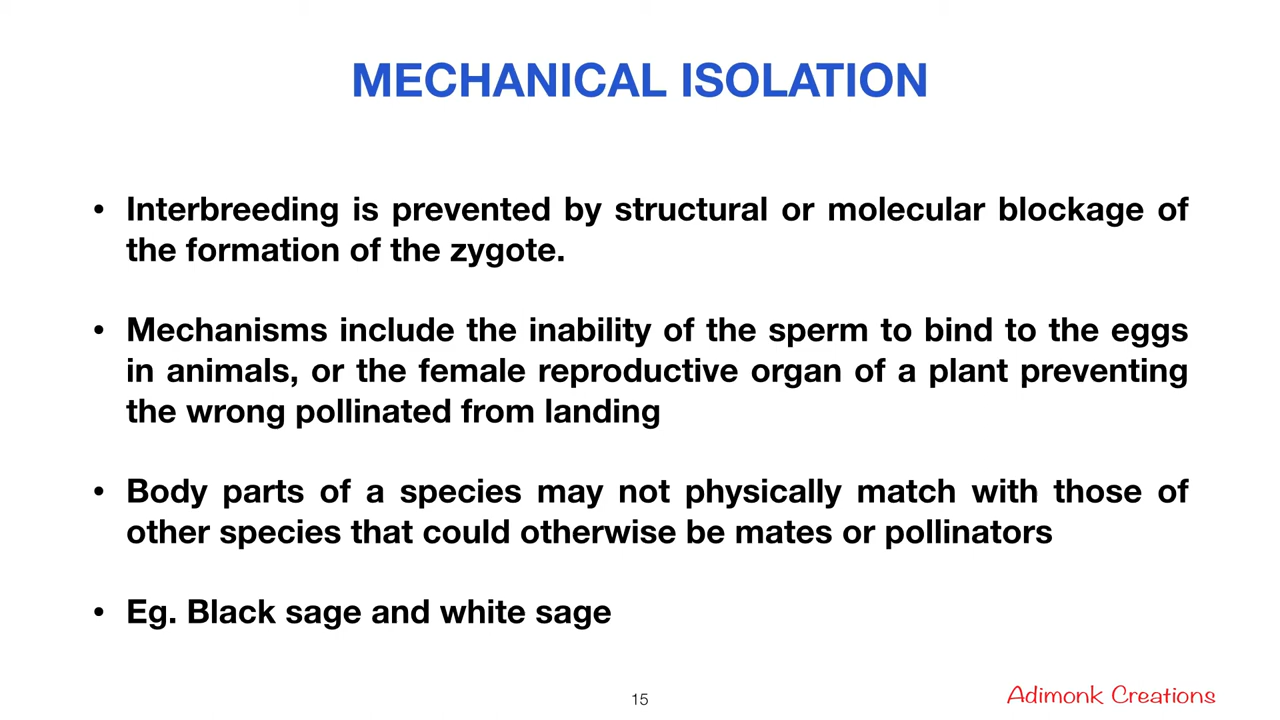 MECHANICAL ISOLATION
• Interbreeding is prevented by structural or molecular blockage of
the formation of the zygote.
• Mechanisms include the inability of the sperm to bind to the eggs
in animals, or the female reproductive organ of a plant preventing
the wrong pollinated from landing
• Body parts of a species may not physically match with those of
other species that could otherwise be mates or pollinators
• Eg. Black sage and white sage
15
Adimonk Creations